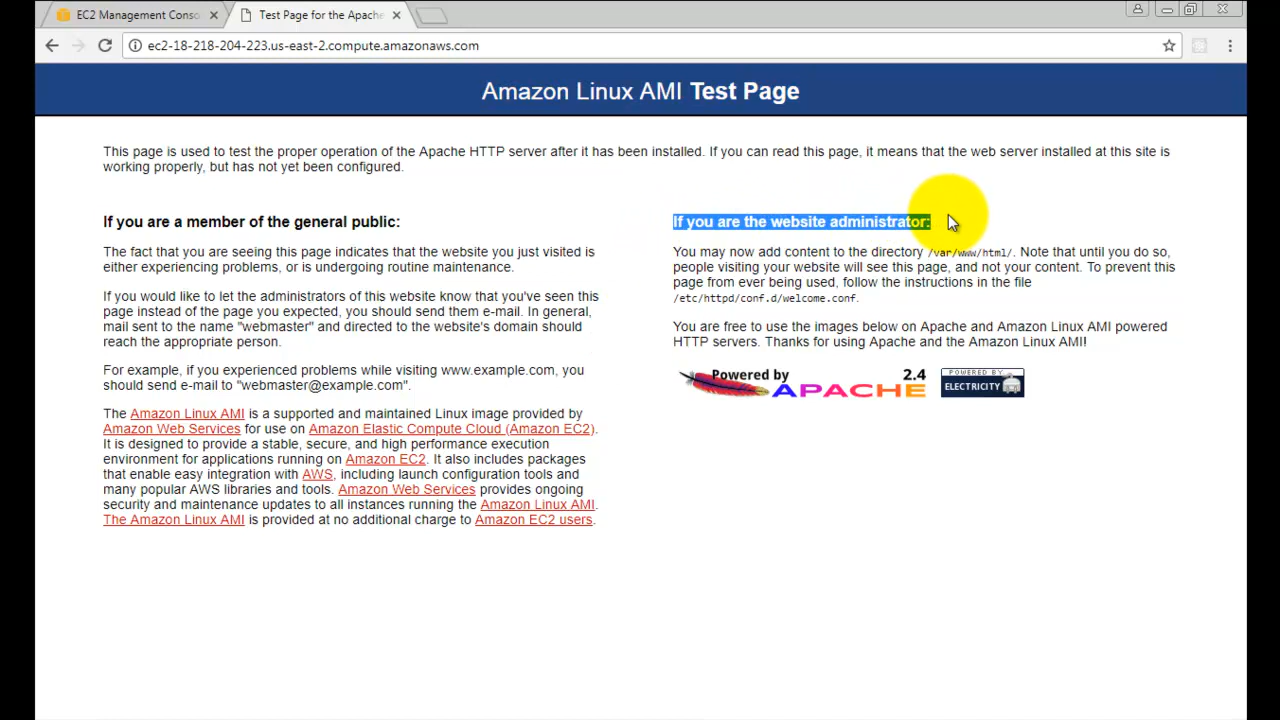 EC2 Management Conso
Test Page for the Apache
ec2-18-218-204-223.us-east-2.compute.amazonaws.com
Amazon Linux AMI Test Page
This page is used to test the proper operation of the Apache HTTP server after it has been installed. If you can read this page, it means that the web server installed at this site is
working properly, but has not yet been configured.
If you are a member of the general public:
The fact that you are seeing this page indicates that the website you just visited is
either experiencing problems, or is undergoing routine maintenance.
If you would like to let the administrators of this website know that you've seen this
page instead of the page you expected, you should send them e-mail. In general,
mail sent to the name "webmaster" and directed to the website's domain should
reach the appropriate person.
For example, if you experienced problems while visiting www.example.com, you
should send e-mail to "webmaster@example.com".
The Amazon Linux AMI is a supported and maintained Linux image provided by
Amazon Web Services for use on Amazon Elastic Compute Cloud (Amazon EC2).
It is designed to provide a stable, secure, and high performance execution
environment for applications running on Amazon EC2. It also includes packages
that enable easy integration with AWS, including launch configuration tools and
many popular AWS libraries and tools. Amazon Web Services provides ongoing
security and maintenance updates to all instances running the Amazon Linux AMI.
The Amazon Linux AMI is provided at no additional charge to Amazon EC2 users.
If you are the website administrator:
You may now add content to the directory /var/www/html/. Note that until you do so,
people visiting your website will see this page, and not your content. To prevent this
page from ever being used, follow the instructions in the file
/etc/httpd/conf.d/welcome.conf.
You are free to use the images below on Apache and Amazon Linux AMI powered
HTTP servers. Thanks for using Apache and the Amazon Linux AMI!
Powered by 2.4
APACHE
POWERED BY
ELECTRICITY